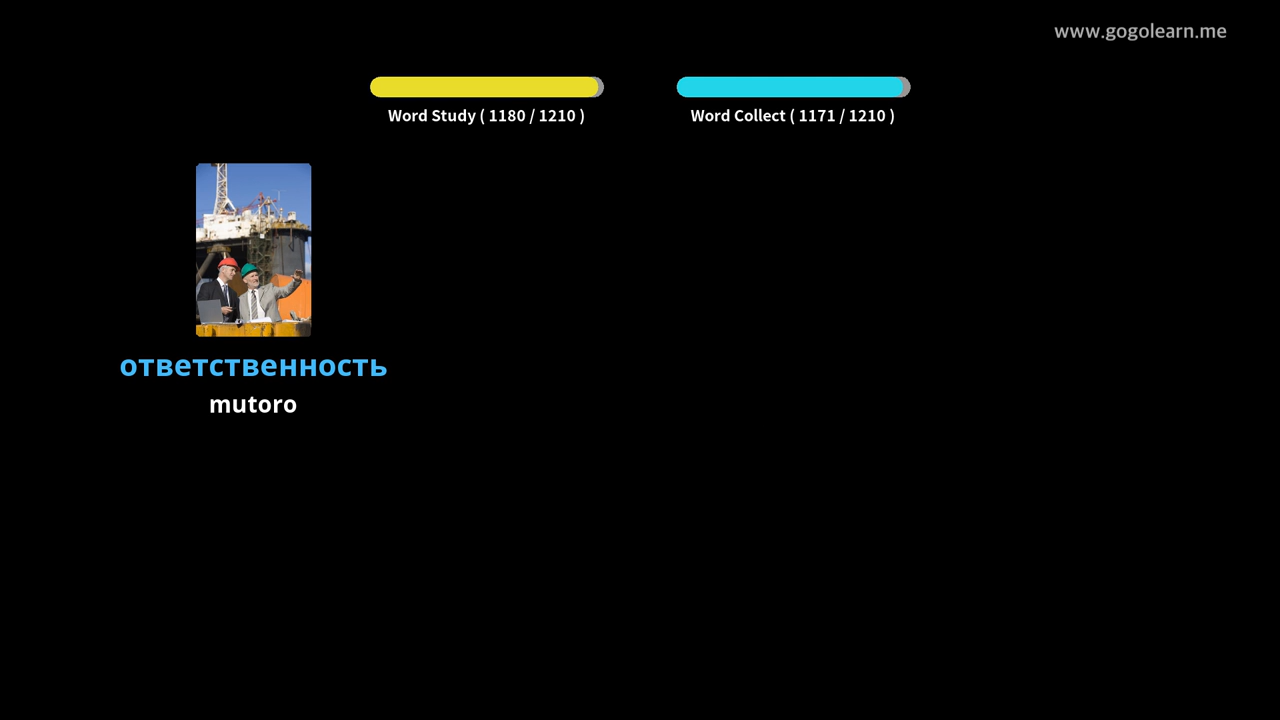 www.gogolearn.me
Word Study ( 1180 / 1210 )
Word Collect ( 1171 / 1210 )
ответственность
mutoro